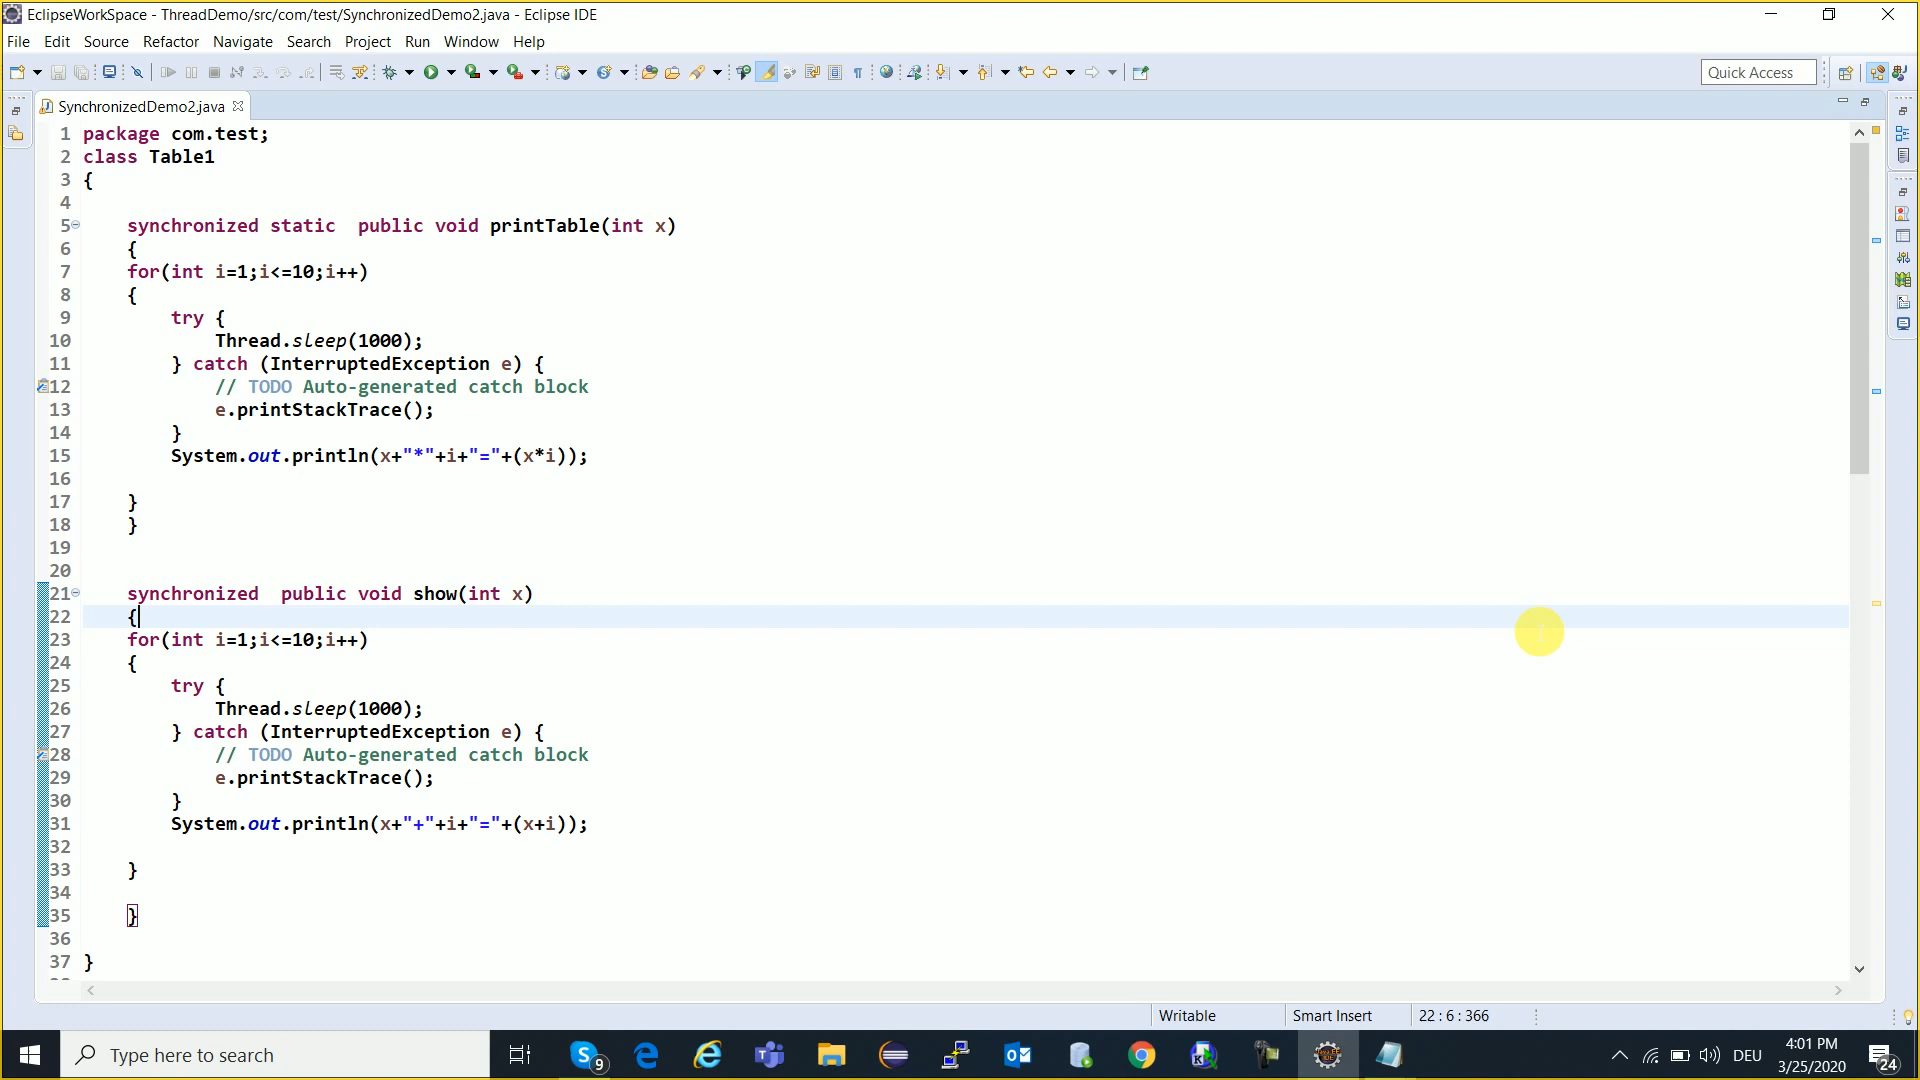 EclipseWorkSpace - ThreadDemo/src/com/test/SynchronizedDemo2.java - Eclipse IDE
File Edit Source Refactor Navigate Search Project Run Window Help
Quick Access
SynchronizedDemo2.java
1 package com.test;
2 class Table1
3 {
4
5 synchronized static  public void printTable(int x)
6 {
7 for(int i=1;i<=10;i++)
8 {
9 try {
10 Thread.sleep(1000);
11 } catch (InterruptedException e) {
12 // TODO Auto-generated catch block
13 e.printStackTrace();
14 }
15 System.out.println(x+"*"+i+"="+(x*i));
16
17 }
18 }
19
20
21 synchronized  public void show(int x)
22 {
23 for(int i=1;i<=10;i++)
24 {
25 try {
26 Thread.sleep(1000);
27 } catch (InterruptedException e) {
28 // TODO Auto-generated catch block
29 e.printStackTrace();
30 }
31 System.out.println(x+"+"+i+"="+(x+i));
32
33 }
34
35 }
36
37 }
Writable Smart Insert 22 : 6 : 366
Type here to search
9
DEU
4:01 PM
3/25/2020
24